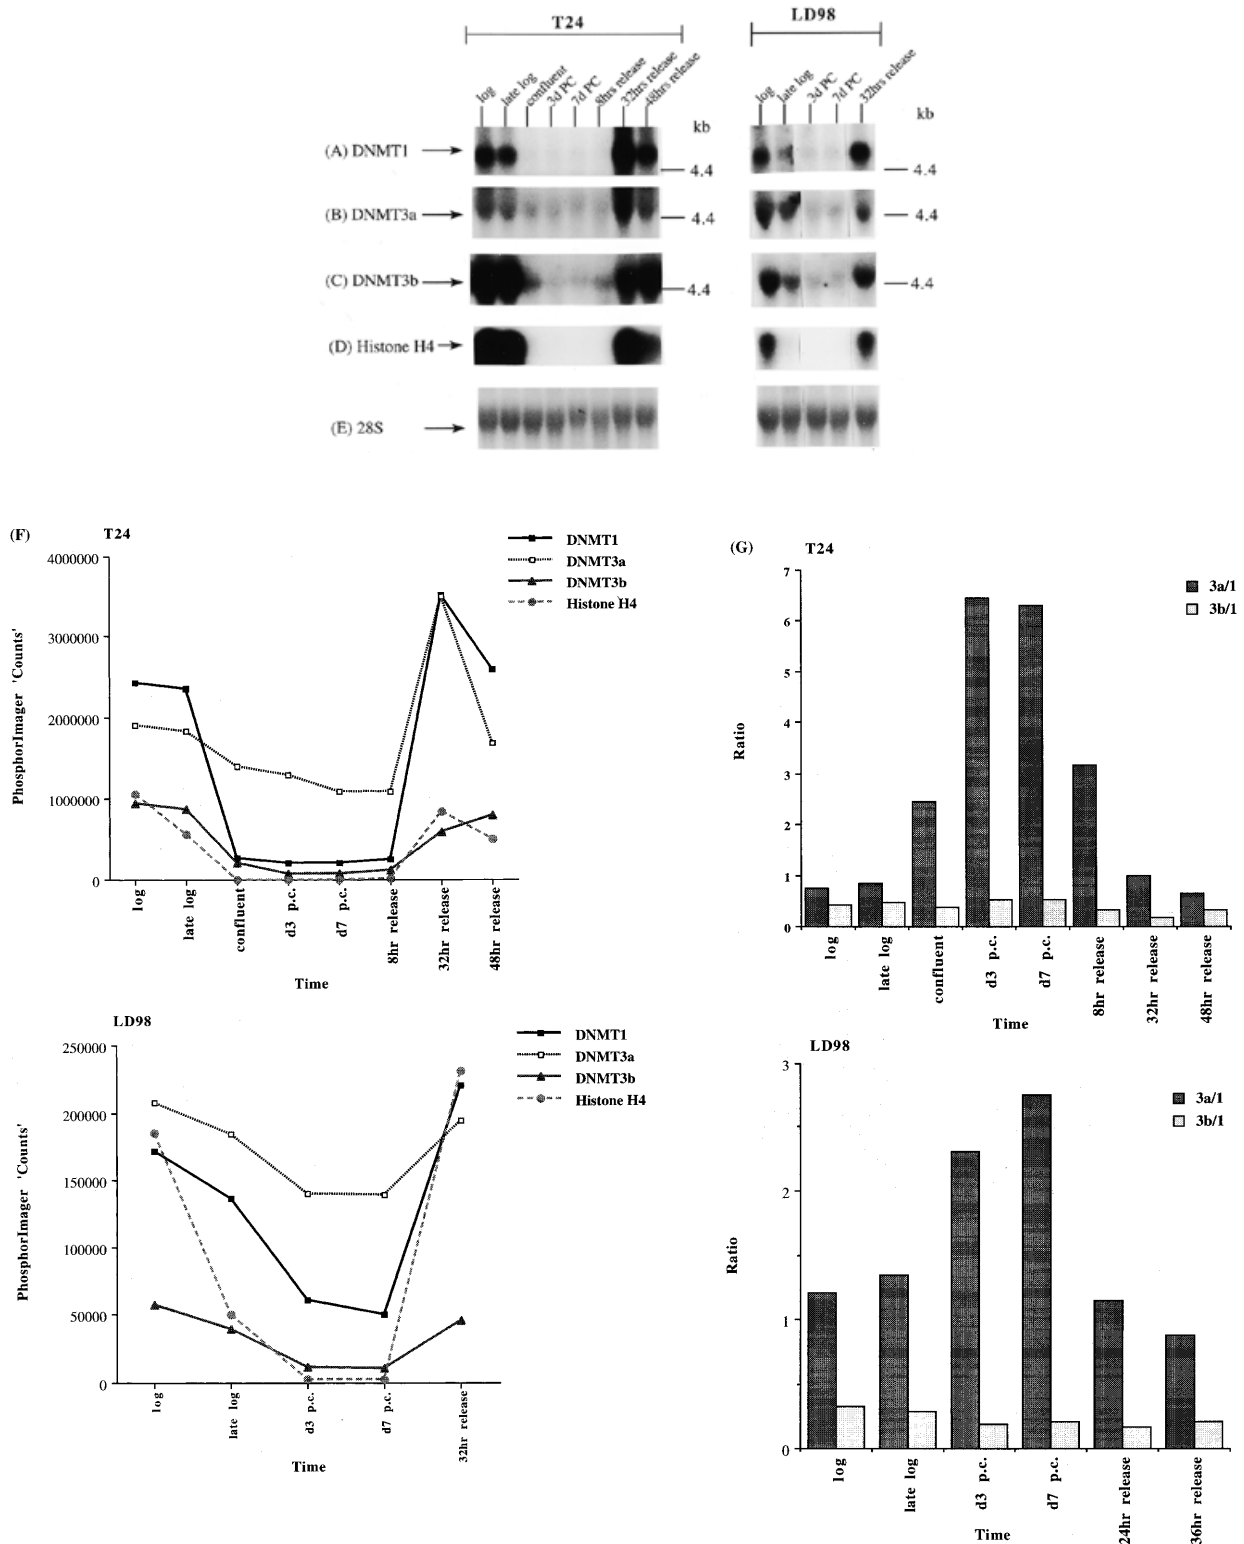 T24
LD98
log
late log
confluent
3d PC
7d PC
8hrs release
32hrs release
48hrs release
log
late log
3d PC
7d PC
32hrs release
kb
kb
(A) DNMT1
4.4
4.4
(B) DNMT3a
4.4
4.4
(C) DNMT3b
4.4
4.4
(D) Histone H4
(E) 28S
(F)
T24
DNMT1
DNMT3a
DNMT3b
Histone H4
PhosphorImager 'Counts'
4000000
3000000
2000000
1000000
0
log
late log
confluent
d3 p.c.
d7 p.c.
8hr release
32hr release
48hr release
Time
(G)
T24
3a/1
3b/1
Ratio
7
6
5
4
3
2
1
0
log
late log
confluent
d3 p.c.
d7 p.c.
8hr release
32hr release
48hr release
Time
LD98
DNMT1
DNMT3a
DNMT3b
Histone H4
PhosphorImager 'Counts'
250000
200000
150000
100000
50000
0
log
late log
d3 p.c.
d7 p.c.
32hr release
Time
LD98
3a/1
3b/1
Ratio
3
2
1
0
log
late log
d3 p.c.
d7 p.c.
24hr release
36hr release
Time